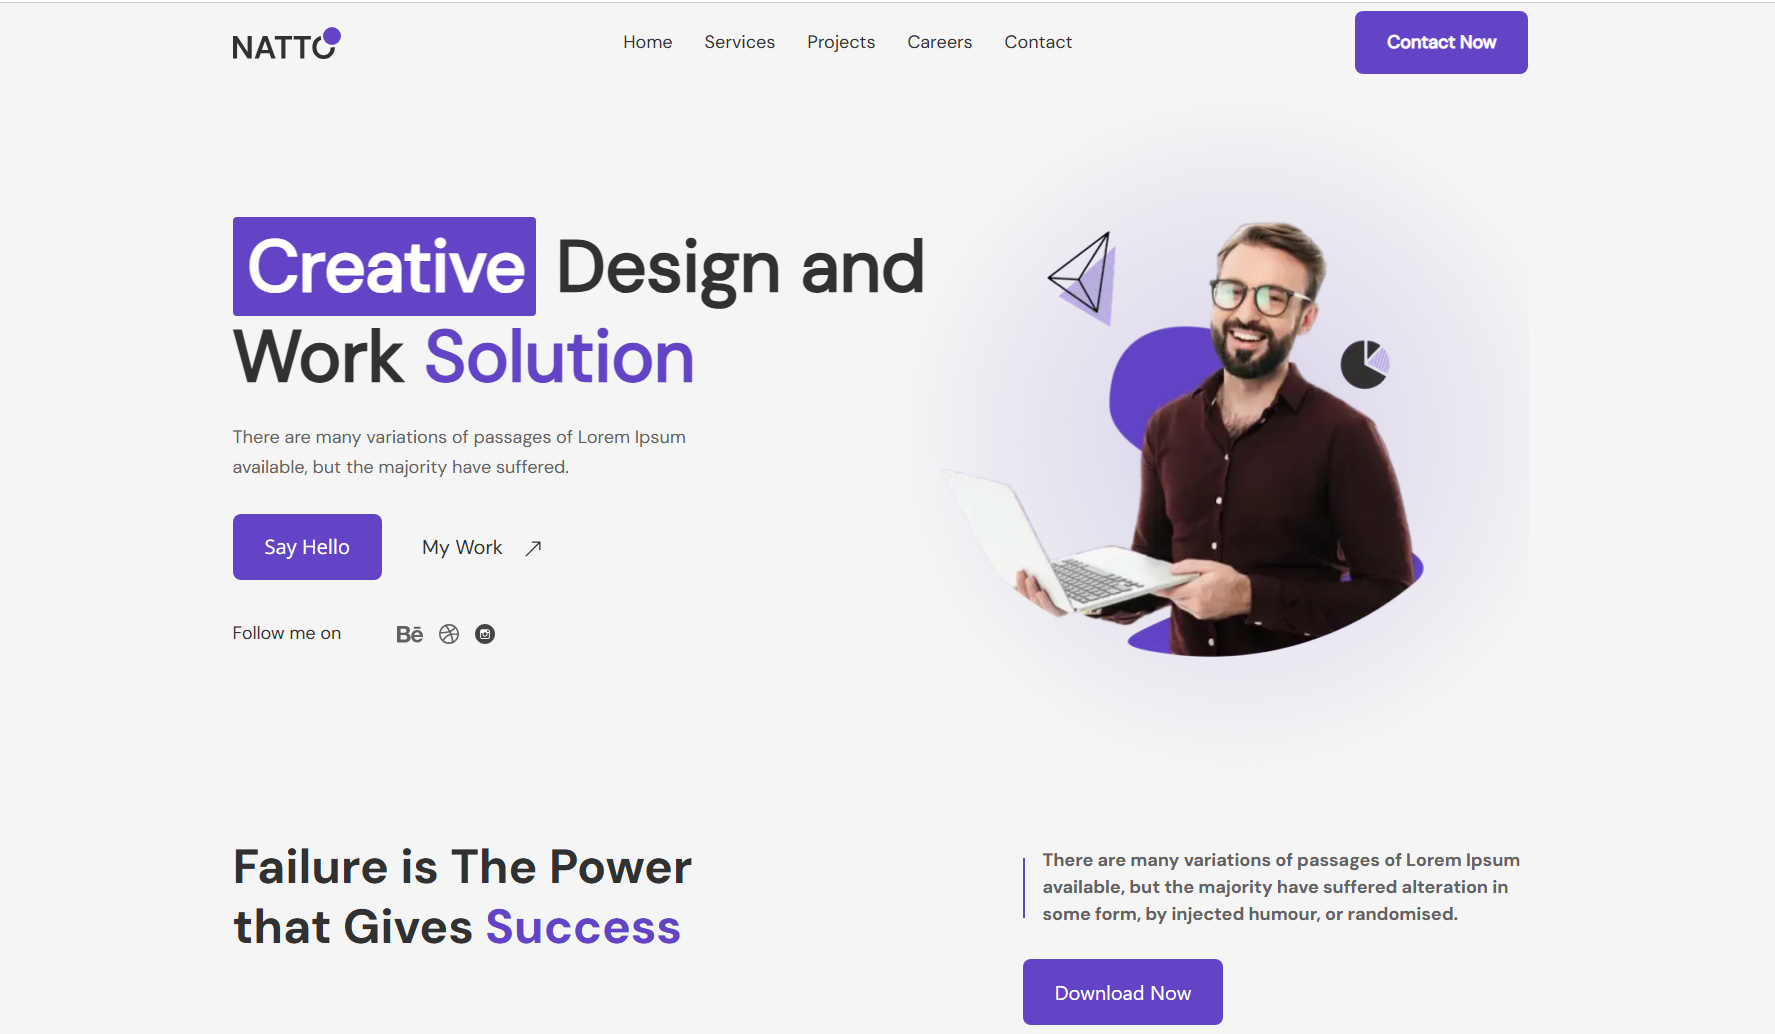 NATTO
Home Services Projects Careers Contact
Contact Now
Creative Design and
Work Solution
There are many variations of passages of Lorem Ipsum
available, but the majority have suffered.
Say Hello
My Work
Follow me on
Bē
Failure is The Power
that Gives Success
There are many variations of passages of Lorem Ipsum
available, but the majority have suffered alteration in
some form, by injected humour, or randomised.
Download Now